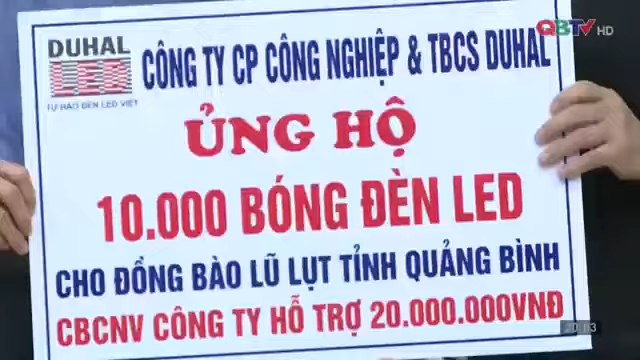 QBTV HD
DUHAL
LED
TỰ HÀO ĐÈN LED VIỆT
CÔNG TY CP CÔNG NGHIỆP & TBCS DUHAL
ỦNG HỘ
10.000 BÓNG ĐÈN LED
CHO ĐỒNG BÀO LŨ LỤT TỈNH QUẢNG BÌNH
CBCNV CÔNG TY HỖ TRỢ 20.000.000VNĐ